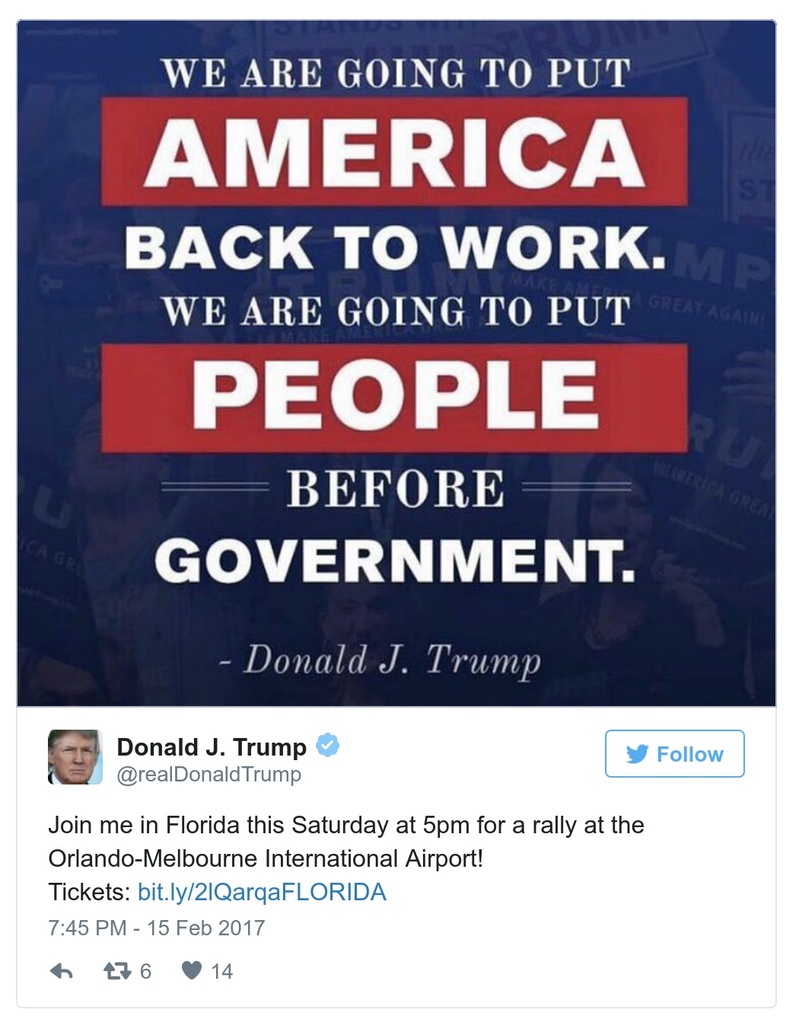 WE ARE GOING TO PUT
AMERICA
BACK TO WORK.
WE ARE GOING TO PUT
PEOPLE
BEFORE
GOVERNMENT.
- Donald J. Trump
Donald J. Trump
@realDonaldTrump
Follow
Join me in Florida this Saturday at 5pm for a rally at the
Orlando-Melbourne International Airport!
Tickets: bit.ly/2lQarqaFLORIDA
7:45 PM - 15 Feb 2017
6
14